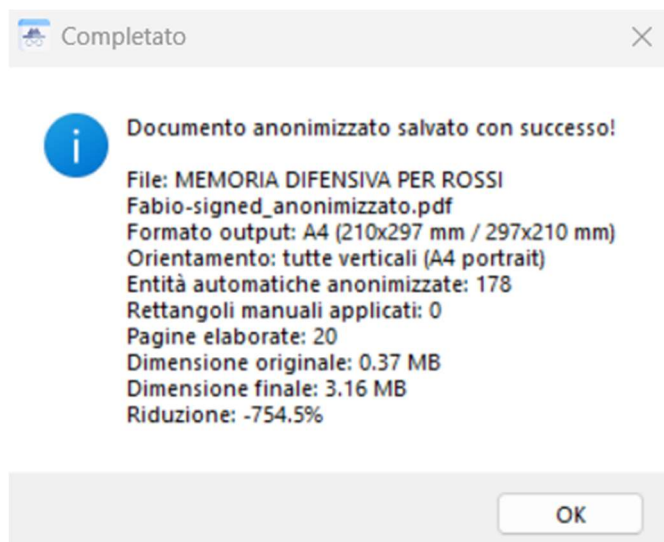 Completato
Documento anonimizzato salvato con successo!
File: MEMORIA DIFENSIVA PER ROSSI
Fabio-signed_anonimizzato.pdf
Formato output: A4 (210x297 mm / 297x210 mm)
Orientamento: tutte verticali (A4 portrait)
Entità automatiche anonimizzate: 178
Rettangoli manuali applicati: 0
Pagine elaborate: 20
Dimensione originale: 0.37 MB
Dimensione finale: 3.16 MB
Riduzione: -754.5%
OK